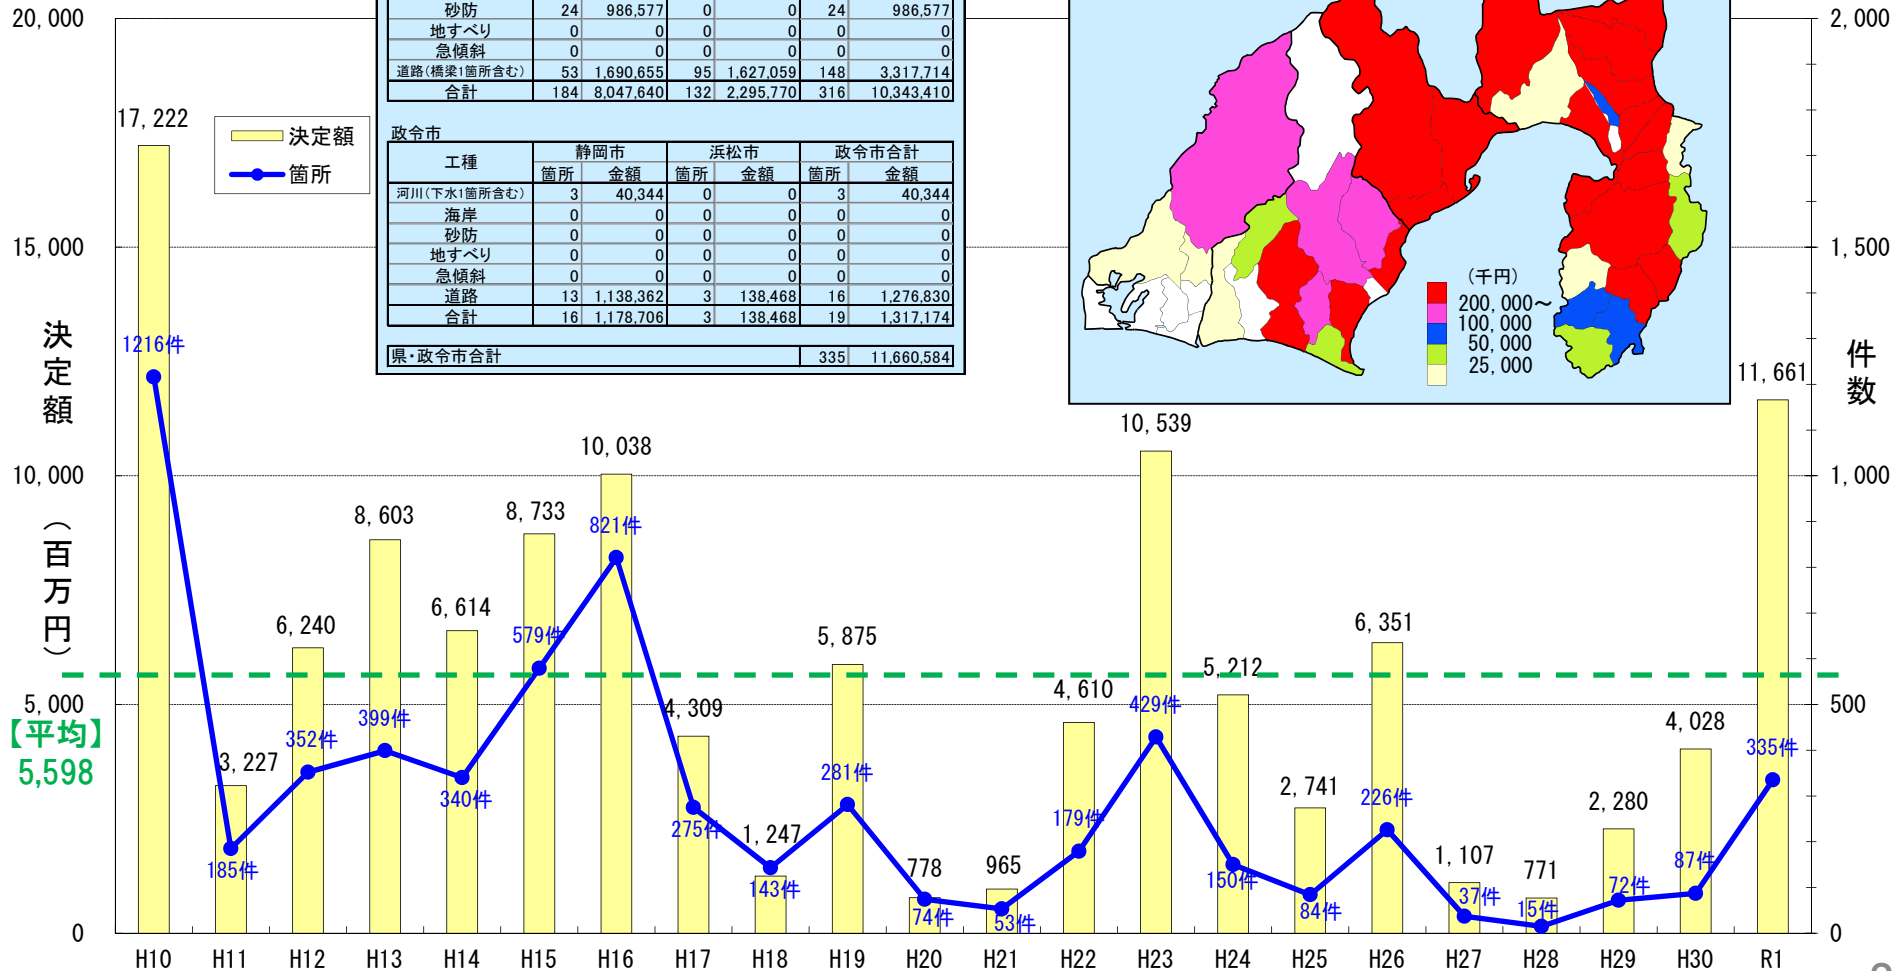 砂防 24 986,577 0 0 24 986,577
地すべり 0 0 0 0 0 0
急傾斜 0 0 0 0 0 0
道路(橋梁1箇所含む) 53 1,690,655 95 1,627,059 148 3,317,714
合計 184 8,047,640 132 2,295,770 316 10,343,410
政令市
工種 静岡市 浜松市 政令市合計
箇所 金額 箇所 金額 箇所 金額
河川(下水1箇所含む) 3 40,344 0 0 3 40,344
海岸 0 0 0 0 0 0
砂防 0 0 0 0 0 0
地すべり 0 0 0 0 0 0
急傾斜 0 0 0 0 0 0
道路 13 1,138,362 3 138,468 16 1,276,830
合計 16 1,178,706 3 138,468 19 1,317,174
県・政令市合計 335 11,660,584
決定額
箇所
(千円)
200,000～
100,000
50,000
25,000
20,000
15,000
10,000
5,000
0
決定額(百万円)
【平均】
5,598
2,000
1,500
1,000
500
0
件数
17,222
3,227
6,240
8,603
6,614
8,733
10,038
4,309
1,247
5,875
778
965
4,610
10,539
5,212
2,741
6,351
1,107
771
2,280
4,028
11,661
1216件
185件
352件
399件
340件
579件
821件
275件
143件
281件
74件
53件
179件
429件
150件
84件
226件
37件
15件
72件
87件
335件
H10 H11 H12 H13 H14 H15 H16 H17 H18 H19 H20 H21 H22 H23 H24 H25 H26 H27 H28 H29 H30 R1